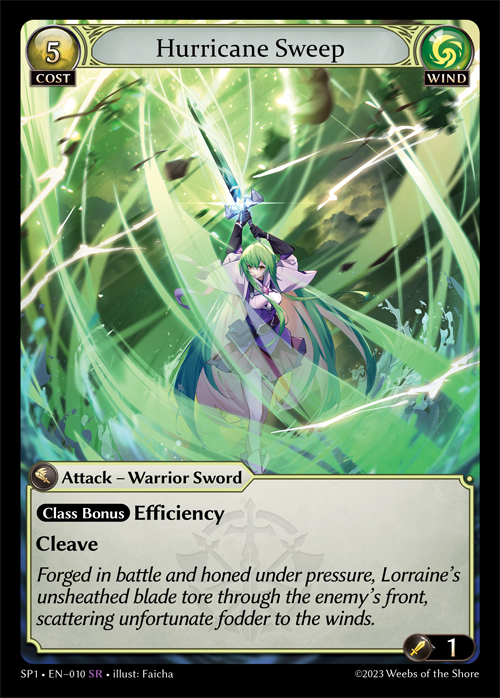 5
COST
Hurricane Sweep
WIND
Attack – Warrior Sword
Class Bonus Efficiency
Cleave
Forged in battle and honed under pressure, Lorraine's
unsheathed blade tore through the enemy's front,
scattering unfortunate fodder to the winds.
1
SP1 • EN–010 SR • illust: Faicha
©2023 Weebs of the Shore